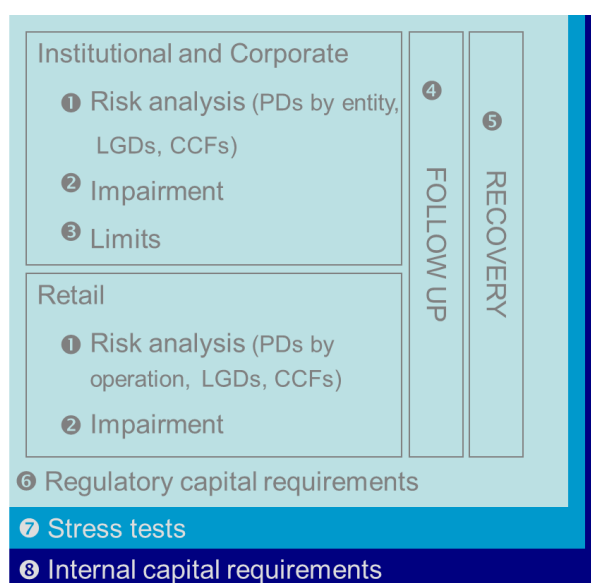 Institutional and Corporate
❶ Risk analysis (PDs by entity,
LGDs, CCFs)
❷ Impairment
❸ Limits
Retail
❶ Risk analysis (PDs by
operation, LGDs, CCFs)
❷ Impairment
❹ FOLLOW UP
❺ RECOVERY
❻ Regulatory capital requirements
❼ Stress tests
❽ Internal capital requirements